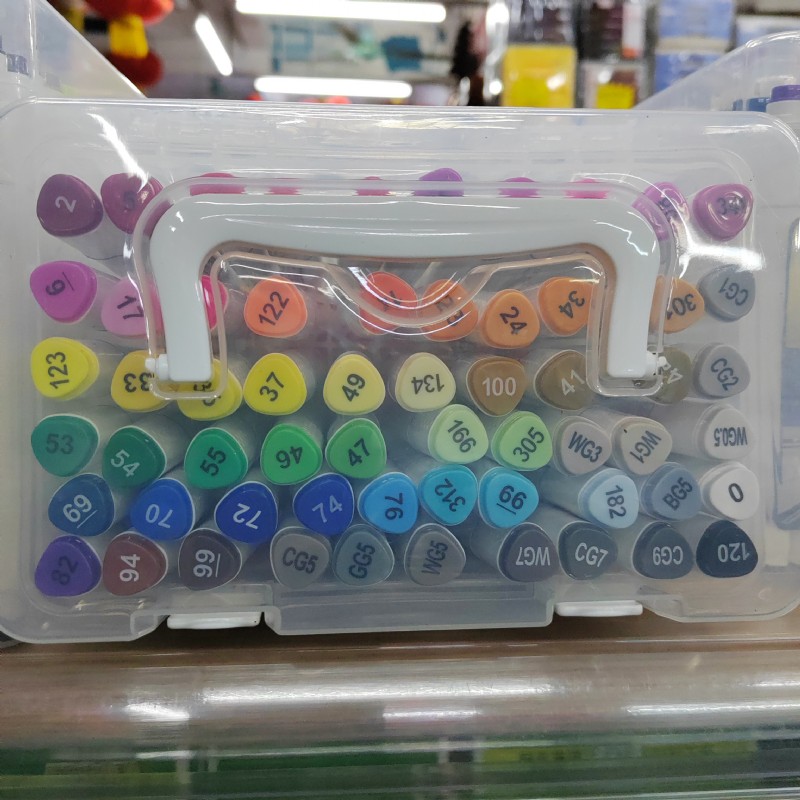 2 5 34
9 17 122 24 34 301 CG1
123 33 37 49 134 100 41 CG2
53 54 55 46 47 166 305 WG3 WG1 WG0.5
69 70 72 74 76 312 66 182 BG5 0
82 94 99 CG5 GG5 WG5 WG7 CG7 CG9 120